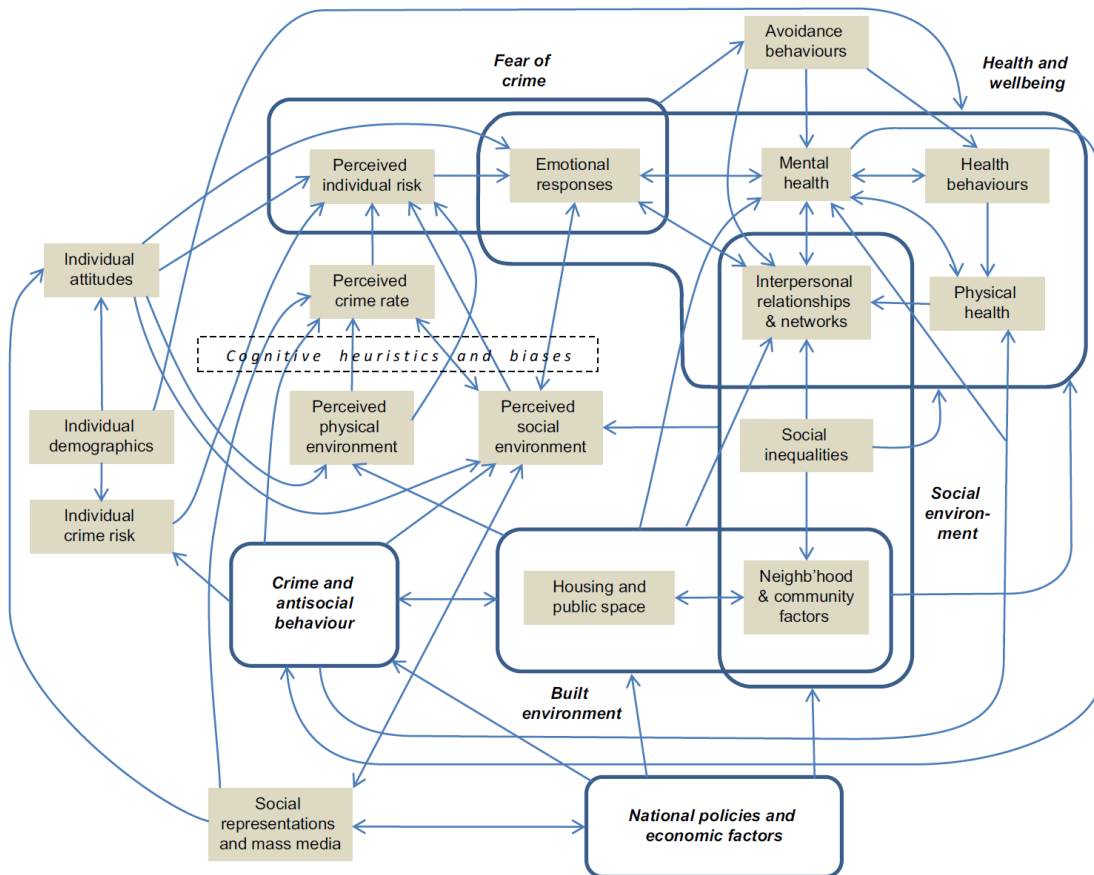 Avoidance
behaviours
Fear of
crime
Health and
wellbeing
Perceived
individual risk
Emotional
responses
Mental
health
Health
behaviours
Individual
attitudes
Perceived
crime rate
Interpersonal
relationships
& networks
Physical
health
Cognitive heuristics and biases
Individual
demographics
Perceived
physical
environment
Perceived
social
environment
Social
inequalities
Individual
crime risk
Social
environ-
ment
Crime and
antisocial
behaviour
Housing and
public space
Neighb'hood
& community
factors
Built
environment
Social
representations
and mass media
National policies and
economic factors